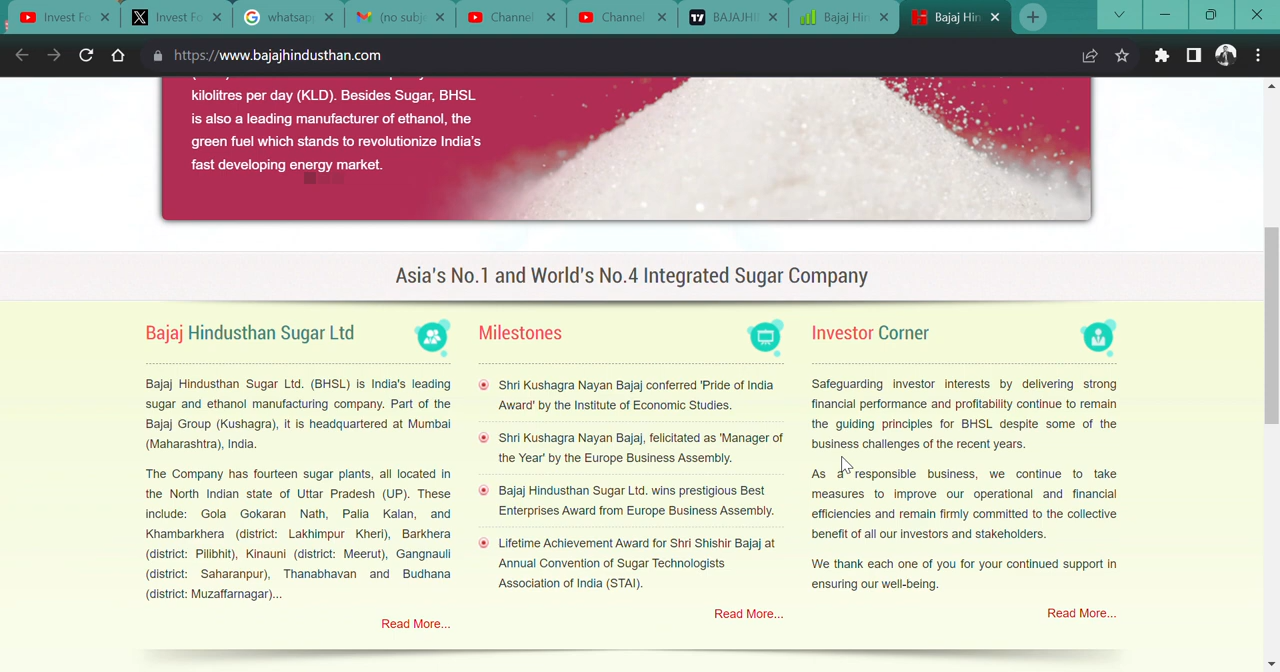 Invest Fo
Invest Fo
whatsap
(no subj
Channel
Channel
BAJAJHI
Bajaj Hin
Bajaj Hin
https://www.bajajhindusthan.com
kilolitres per day (KLD). Besides Sugar, BHSL
is also a leading manufacturer of ethanol, the
green fuel which stands to revolutionize India's
fast developing energy market.
Asia's No.1 and World's No.4 Integrated Sugar Company
Bajaj Hindusthan Sugar Ltd
Bajaj Hindusthan Sugar Ltd. (BHSL) is India's leading
sugar and ethanol manufacturing company. Part of the
Bajaj Group (Kushagra), it is headquartered at Mumbai
(Maharashtra), India.
The Company has fourteen sugar plants, all located in
the North Indian state of Uttar Pradesh (UP). These
include: Gola Gokaran Nath, Palia Kalan, and
Khambarkhera (district: Lakhimpur Kheri), Barkhera
(district: Pilibhit), Kinauni (district: Meerut), Gangnauli
(district: Saharanpur), Thanabhavan and Budhana
(district: Muzaffarnagar)...
Read More...
Milestones
Shri Kushagra Nayan Bajaj conferred 'Pride of India
Award' by the Institute of Economic Studies.
Shri Kushagra Nayan Bajaj, felicitated as 'Manager of
the Year' by the Europe Business Assembly.
Bajaj Hindusthan Sugar Ltd. wins prestigious Best
Enterprises Award from Europe Business Assembly.
Lifetime Achievement Award for Shri Shishir Bajaj at
Annual Convention of Sugar Technologists
Association of India (STAI).
Read More...
Investor Corner
Safeguarding investor interests by delivering strong
financial performance and profitability continue to remain
the guiding principles for BHSL despite some of the
business challenges of the recent years.
As a responsible business, we continue to take
measures to improve our operational and financial
efficiencies and remain firmly committed to the collective
benefit of all our investors and stakeholders.
We thank each one of you for your continued support in
ensuring our well-being.
Read More...